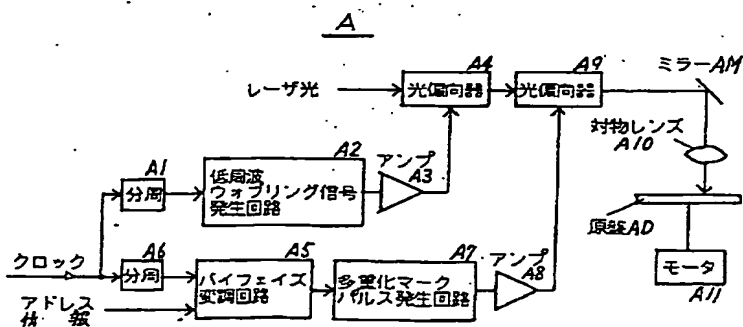 A
A4
A9
ミラーAM
レーザ光
光偏向器
光偏向器
対物レンズ
A10
A1
A2
アンプ
A3
分周
低周波
ウォブリング信号
発生回路
原盤AD
クロック
A6
A5
A7
アンプ
A8
分周
バイフェイズ
変調回路
多重化マーク
パルス発生回路
モータ
A11
アドレス
情報